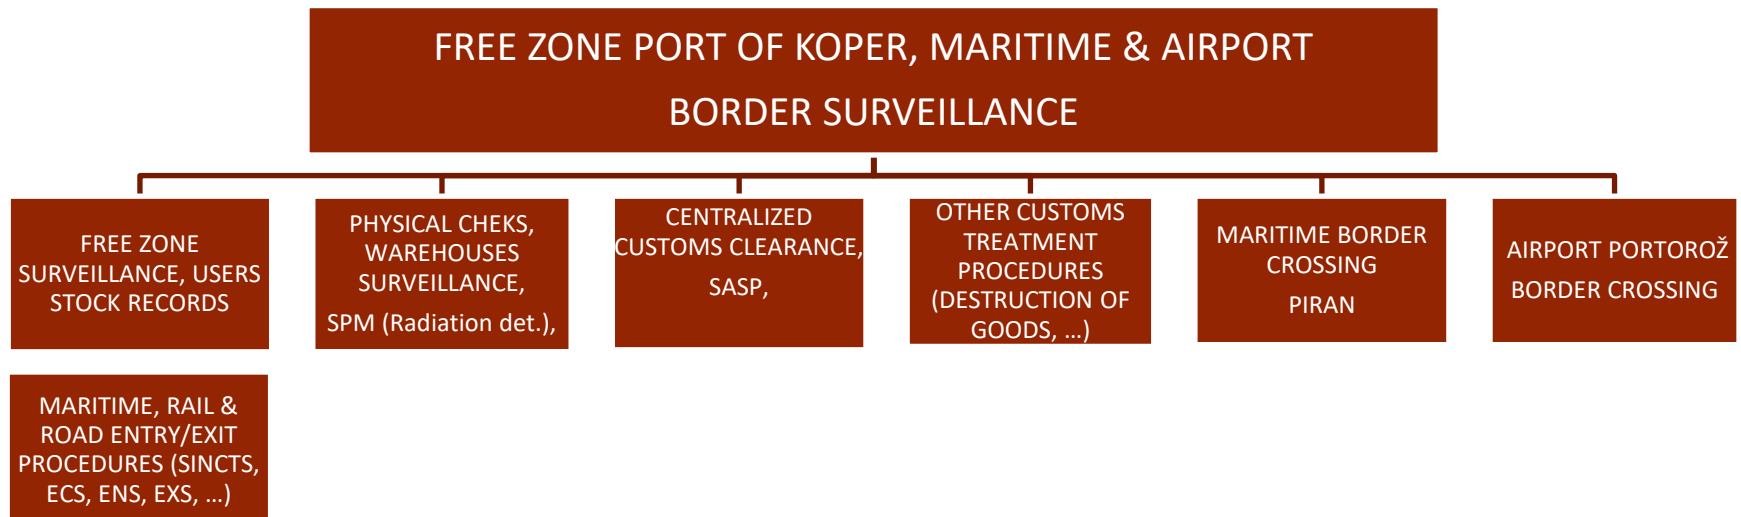 FREE ZONE PORT OF KOPER, MARITIME & AIRPORT
BORDER SURVEILLANCE
FREE ZONE
SURVEILLANCE, USERS
STOCK RECORDS
PHYSICAL CHEKS,
WAREHOUSES
SURVEILLANCE,
SPM (Radiation det.),
CENTRALIZED
CUSTOMS CLEARANCE,
SASP,
OTHER CUSTOMS
TREATMENT
PROCEDURES
(DESTRUCTION OF
GOODS, ...)
MARITIME BORDER
CROSSING
PIRAN
AIRPORT PORTOROŽ
BORDER CROSSING
MARITIME, RAIL &
ROAD ENTRY/EXIT
PROCEDURES (SINCTS,
ECS, ENS, EXS, ...)